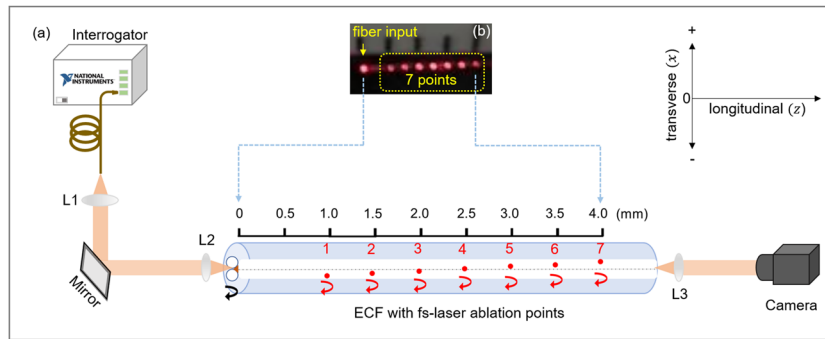 (a)
Interrogator
NATIONAL
INSTRUMENTS
fiber input
(b)
7 points
+
transverse (x)
0
longitudinal (z)
-
L1
L2
Mirror
0 0.5 1.0 1.5 2.0 2.5 3.0 3.5 4.0 (mm)
1 2 3 4 5 6 7
ECF with fs-laser ablation points
L3
Camera